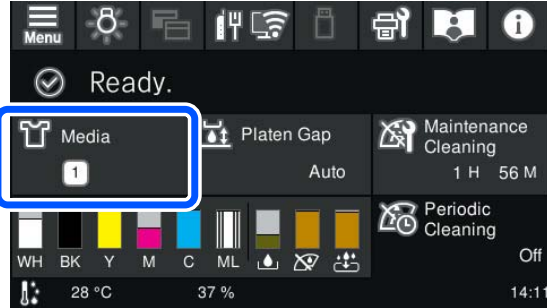 Menu
Ready.
Media
1
Platen Gap
Auto
Maintenance
Cleaning
1 H 56 M
Periodic
Cleaning
Off
WH BK Y M C ML
28 °C 37 % 14:11